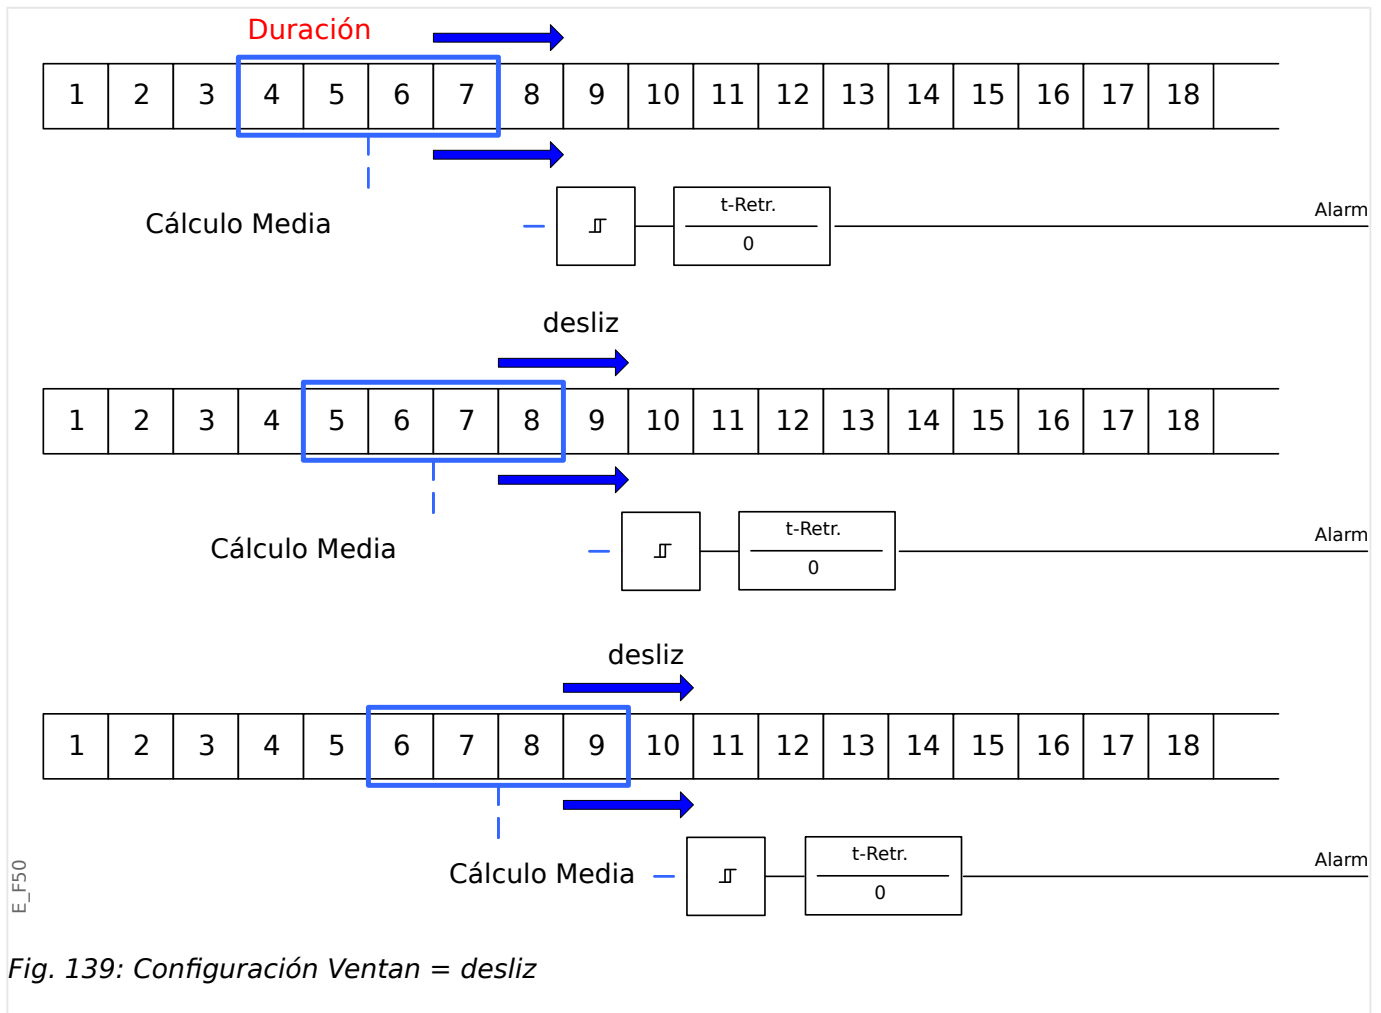 Duración
1 2 3 4 5 6 7 8 9 10 11 12 13 14 15 16 17 18
t-Retr.
Alarm
Cálculo Media
0
desliz
1 2 3 4 5 6 7 8 9 10 11 12 13 14 15 16 17 18
t-Retr.
Alarm
Cálculo Media
0
desliz
1 2 3 4 5 6 7 8 9 10 11 12 13 14 15 16 17 18
t-Retr.
Alarm
Cálculo Media
0
E_F50
Fig. 139: Configuración Ventan = desliz